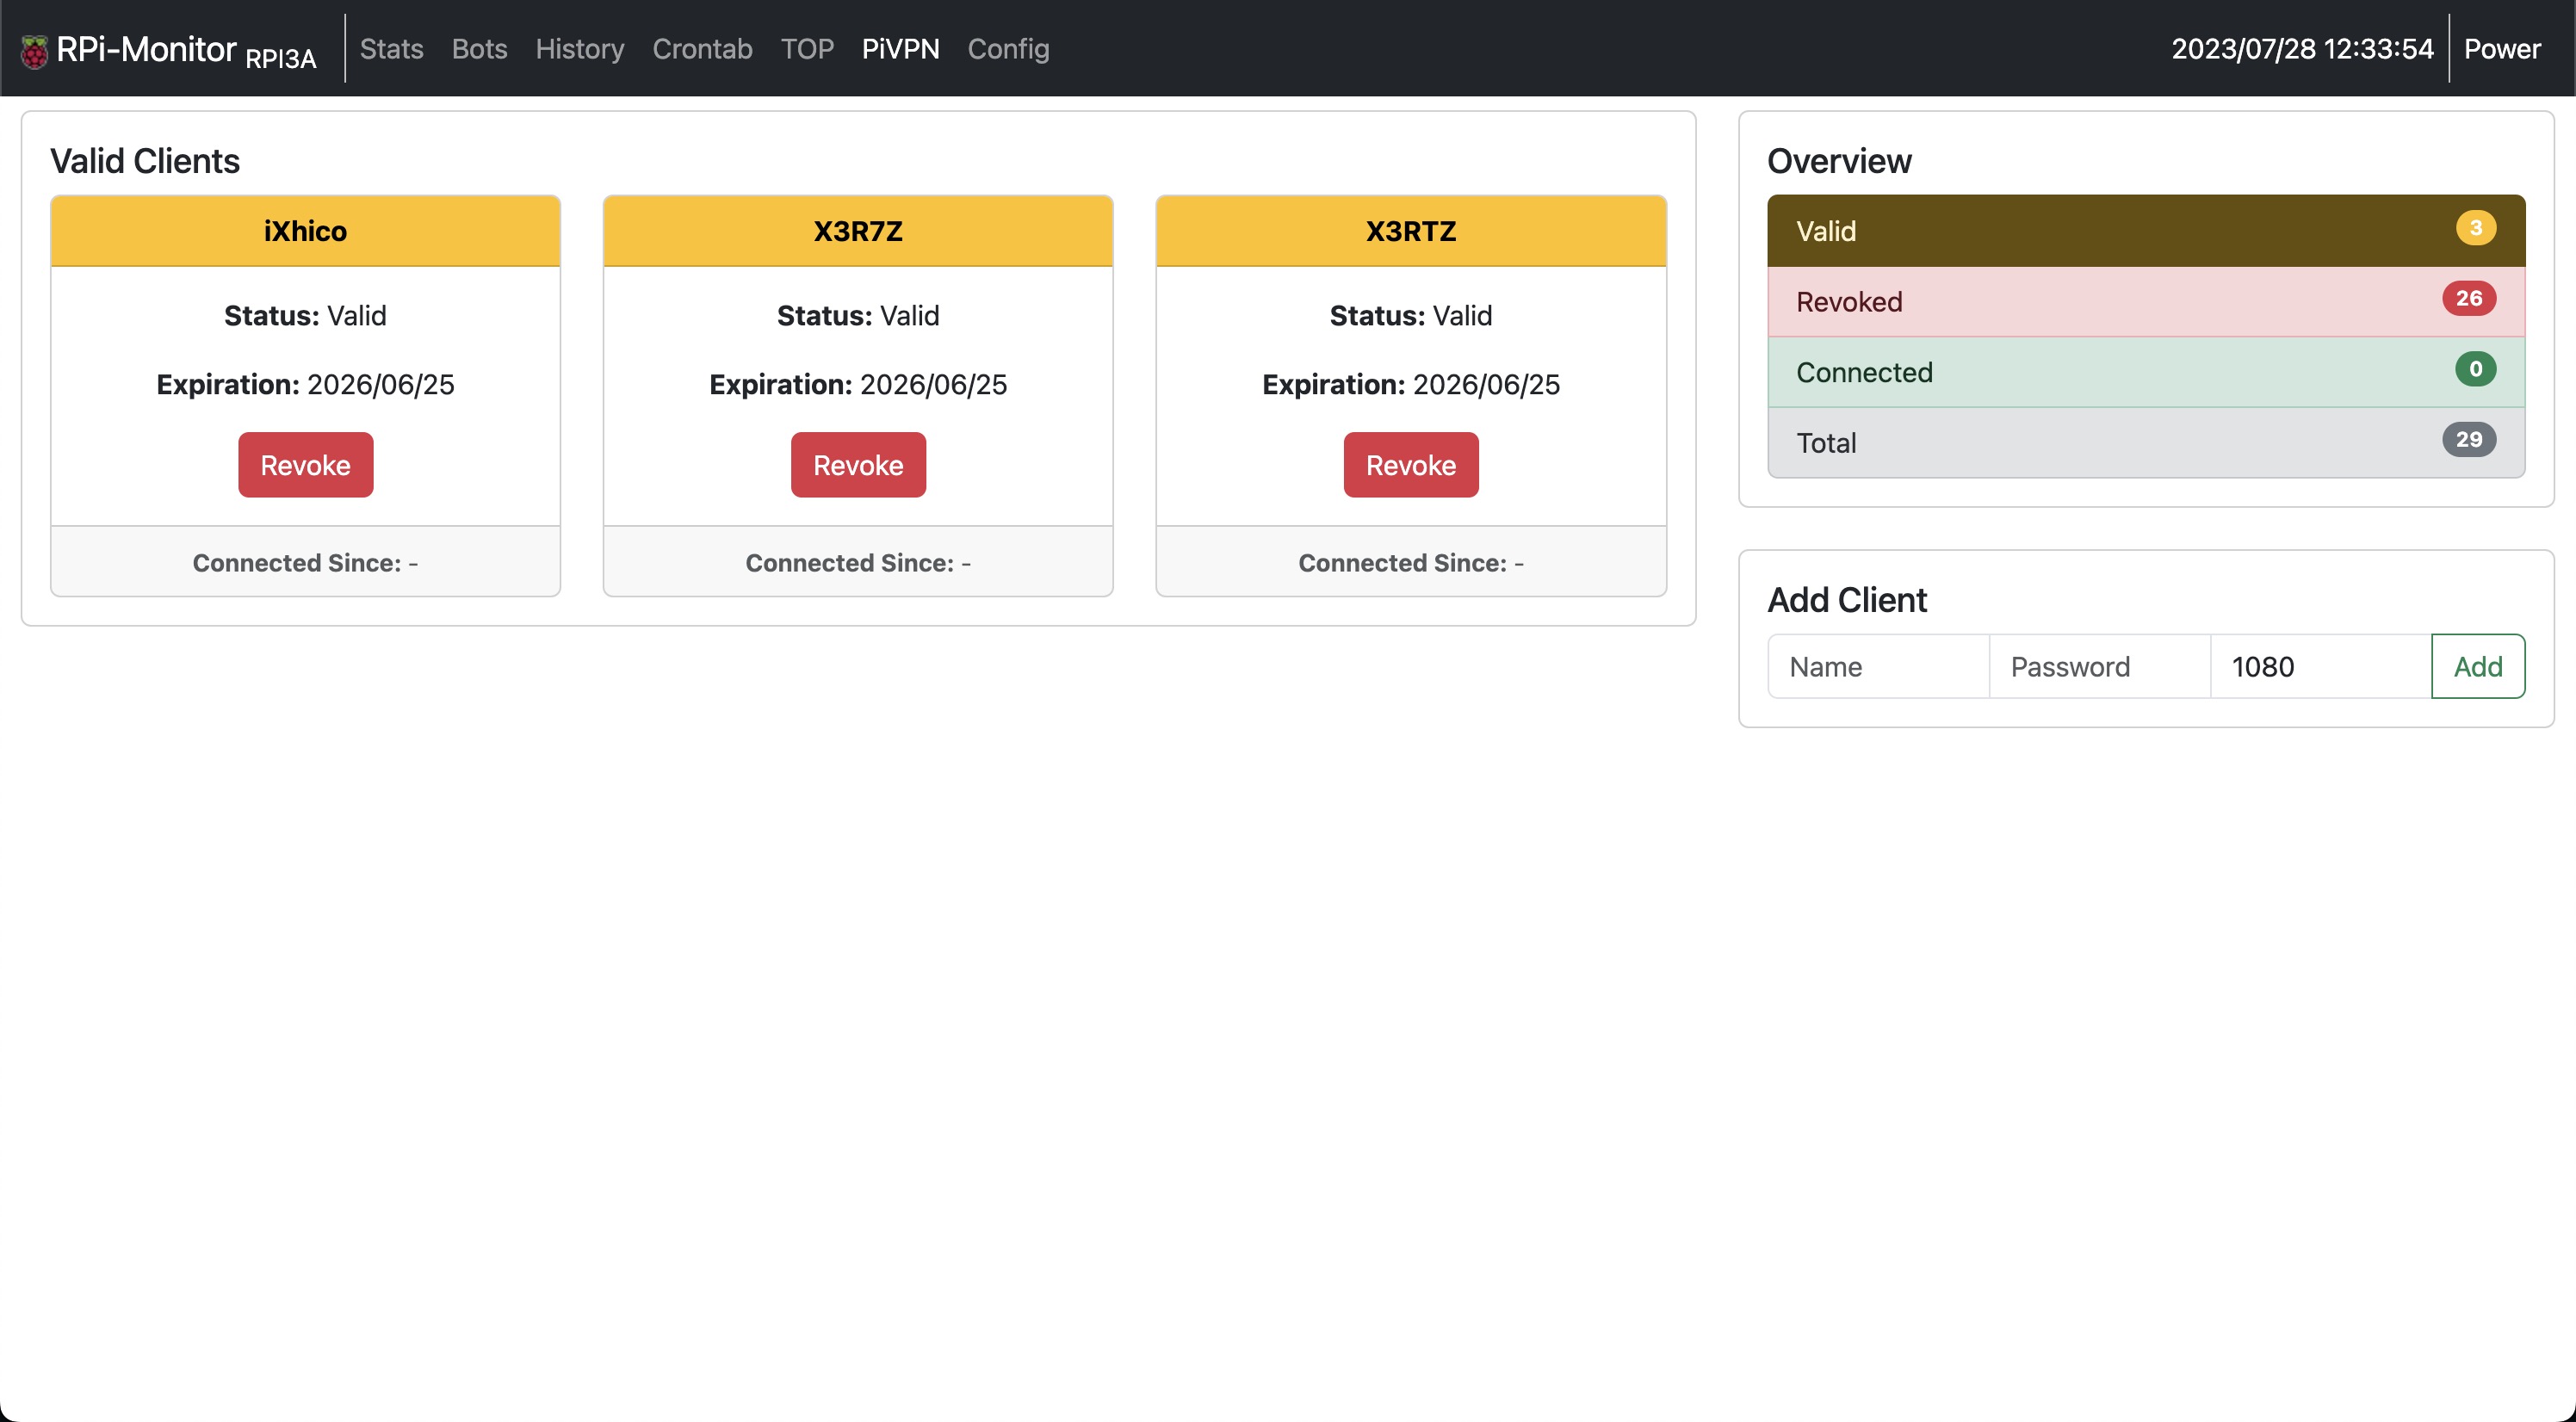 RPi-Monitor RPI3A Stats Bots History Crontab TOP PiVPN Config 2023/07/28 12:33:54 Power
Valid Clients
iXhico
Status: Valid
Expiration: 2026/06/25
Revoke
Connected Since: -
X3R7Z
Status: Valid
Expiration: 2026/06/25
Revoke
Connected Since: -
X3RTZ
Status: Valid
Expiration: 2026/06/25
Revoke
Connected Since: -
Overview
Valid 3
Revoked 26
Connected 0
Total 29
Add Client
Name Password 1080 Add